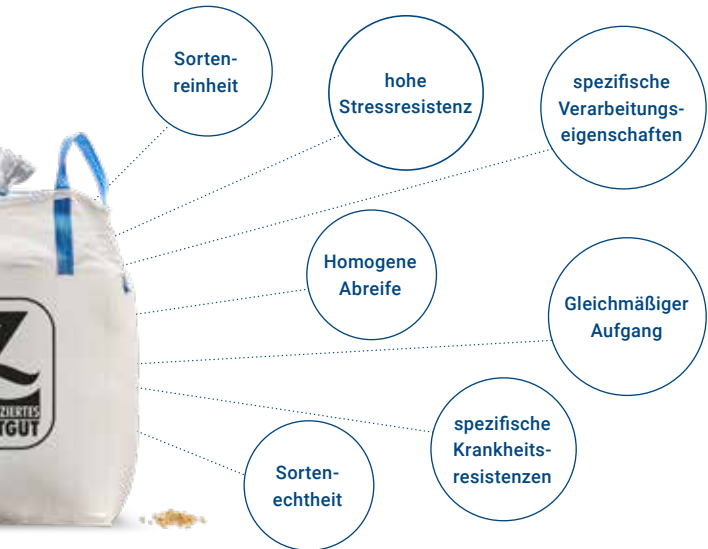 Sorten-
reinheit
hohe
Stressresistenz
spezifische
Verarbeitungs-
eigenschaften
Homogene
Abreife
Gleichmäßiger
Aufgang
spezifische
Krankheits-
resistenzen
Sorten-
echtheit
Z
ZIERTES
TGUT